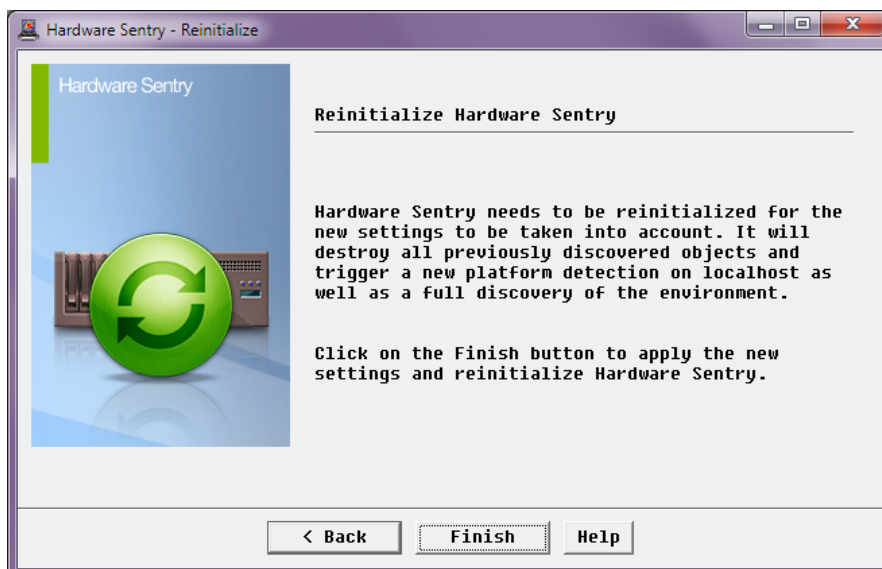 Hardware Sentry - Reinitialize
Hardware Sentry
Reinitialize Hardware Sentry
Hardware Sentry needs to be reinitialized for the
new settings to be taken into account. It will
destroy all previously discovered objects and
trigger a new platform detection on localhost as
well as a full discovery of the environment.
Click on the Finish button to apply the new
settings and reinitialize Hardware Sentry.
< Back Finish Help